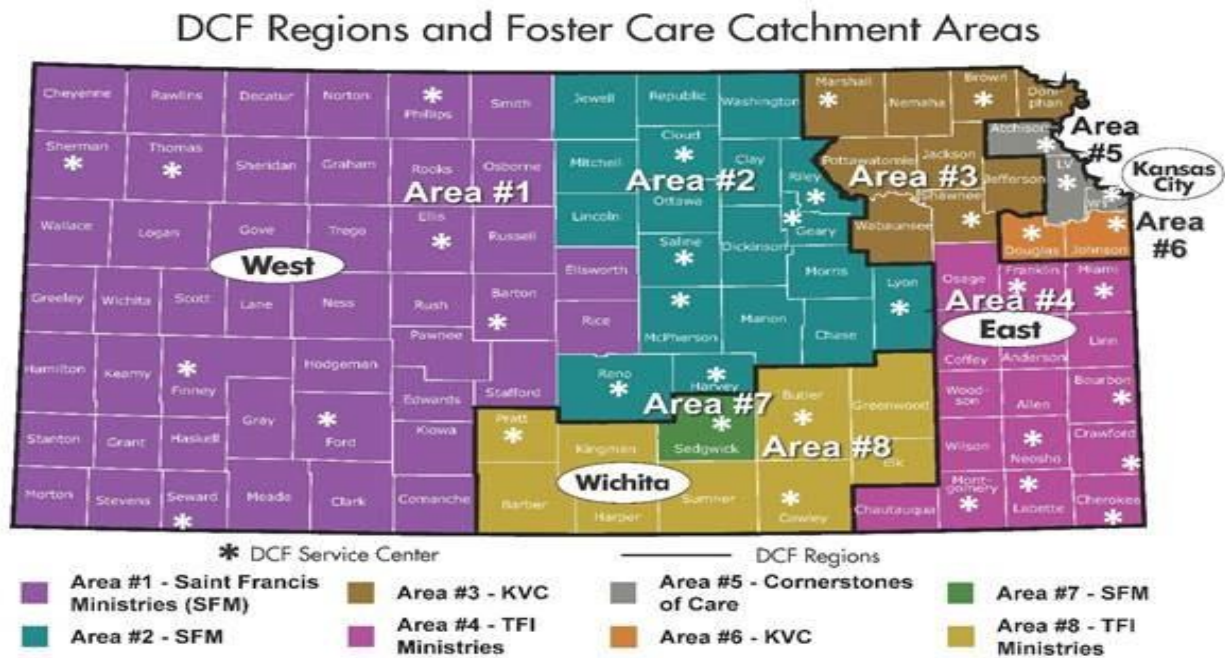 DCF Regions and Foster Care Catchment Areas
Cheyenne Rawlins Decatur Norton Phillips Smith Jewell Republic Washington Marshall Nemaha Brown Doniphan
Atchison Area #5
Sherman Thomas Sheridan Graham Rooks Osborne Mitchell Cloud Clay Riley Pottawatomie Jackson Jefferson LV Kansas City
Area #1 Area #2 Area #3
Ottawa Shawnee
Wallace Logan Gove Trego Ellis Russell Lincoln Saline Dickinson Geary Wabaunsee Douglas Johnson Area #6
West
Ellsworth Morris Lyon Osage Franklin Miami
Greeley Wichita Scott Lane Ness Rush Barton Rice McPherson Marion Chase Area #4
East
Pawnee Coffey Anderson Linn
Hamilton Kearny Finney Hodgeman Edwards Stafford Reno Harvey Butler Greenwood Wood-
son Allen Bourbon
Area #7
Gray Ford Pratt
Stanton Grant Haskell Kiowa Kingman Sedgwick Area #8 Elk Wilson Neosho Crawford
Wichita
Morton Stevens Seward Meade Clark Comanche Barber Harper Sumner Cowley Chautauqua Mont-
gomery Labette Cherokee
* DCF Service Center DCF Regions
Area #1 - Saint Francis
Ministries (SFM)
Area #2 - SFM
Area #3 - KVC
Area #4 - TFI
Ministries
Area #5 - Cornerstones
of Care
Area #6 - KVC
Area #7 - SFM
Area #8 - TFI
Ministries